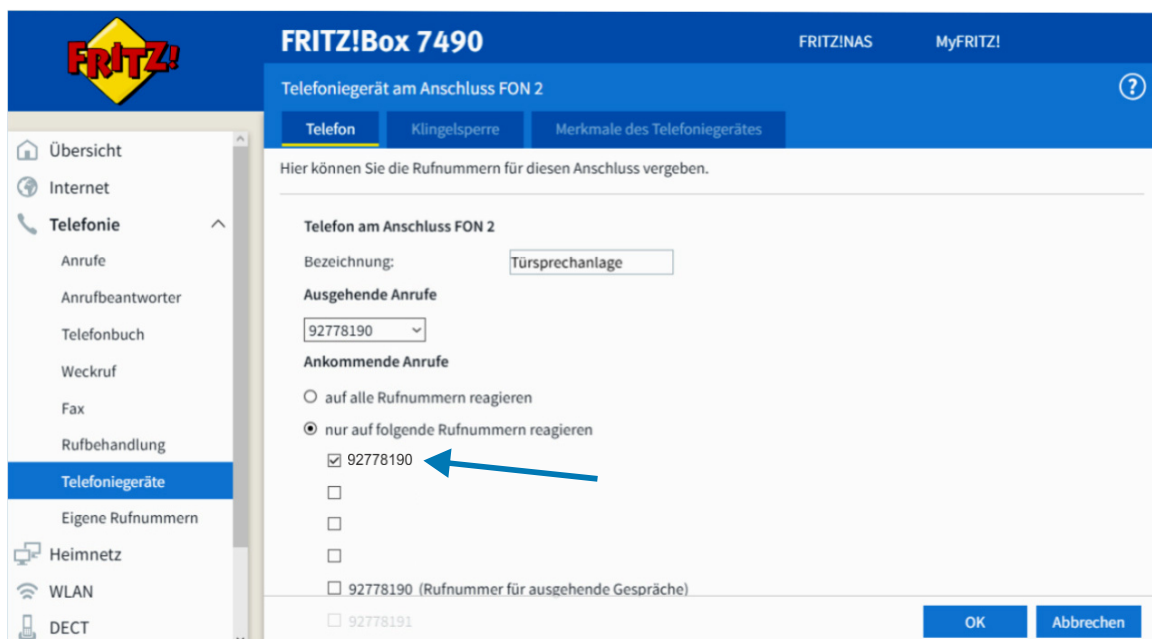 FRITZ!
FRITZ!Box 7490
FRITZ!NAS
MyFRITZ!
Telefoniegerät am Anschluss FON 2
?
Telefon
Klingelsperre
Merkmale des Telefoniegerätes
Übersicht
Internet
Telefonie
Anrufe
Anrufbeantworter
Telefonbuch
Weckruf
Fax
Rufbehandlung
Telefoniegeräte
Eigene Rufnummern
Heimnetz
WLAN
DECT
Hier können Sie die Rufnummern für diesen Anschluss vergeben.
Telefon am Anschluss FON 2
Bezeichnung: Türsprechanlage
Ausgehende Anrufe
92778190
Ankommende Anrufe
auf alle Rufnummern reagieren
nur auf folgende Rufnummern reagieren
92778190
92778190 (Rufnummer für ausgehende Gespräche)
92778191
OK
Abbrechen